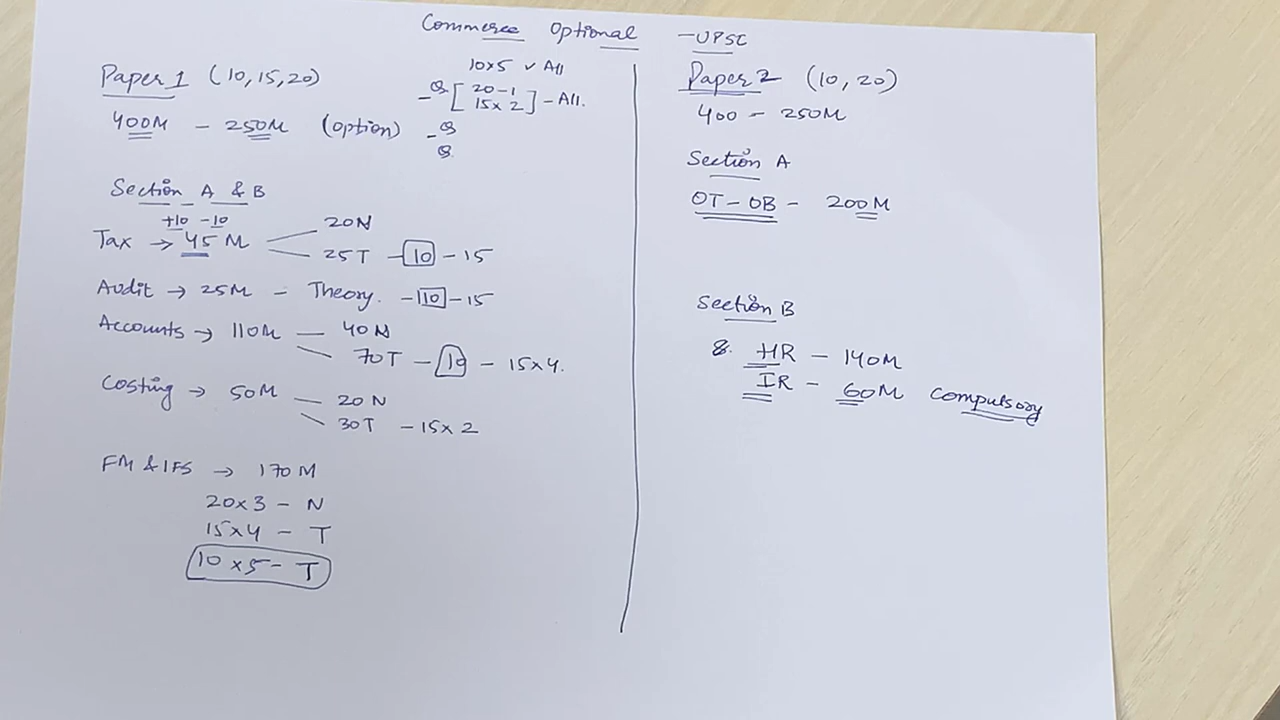 Commerce Optional - UPSC
Paper 1 (10, 15, 20)
10x5 ✓ All
- Q [ 20-1
15x2 ] - All.
400M - 250M (option)
- Q
Q.
Section A & B
+10 -10
Tax → 45 M
20N
25T - 10 - 15
Audit → 25M - Theory. - 10 - 15
Accounts → 110M - 40N
70T - 10 - 15x4.
Costing → 50M - 20 N
30T - 15x2
FM & IFS → 170M
20x3 - N
15x4 - T
10x5 - T
Paper 2 (10, 20)
400 - 250M
Section A
OT - OB - 200M
Section B
8. HR - 140M
IR - 60M Compulsory